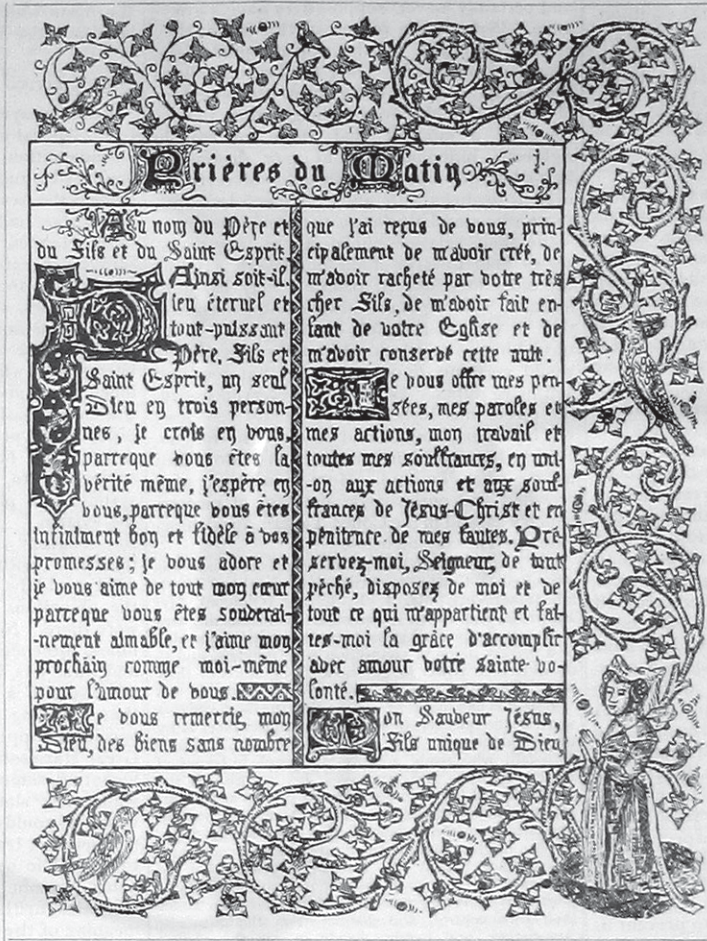 Prières du Matin
Au nom du Père et
du Fils et du Saint Esprit.
Ainsi soit-il.
Dieu éternel et
tout-puissant
Père, Fils et
Saint Esprit, un seul
Dieu en trois person-
nes, je crois en vous,
parceque vous êtes la
vérité même, j'espère en
vous, parceque vous êtes
infiniment bon et fidèle à vos
promesses; je vous adore et
je vous aime de tout mon cœur
parceque vous êtes souverai-
-nement aimable, et j'aime mon
prochain comme moi-même
pour l'amour de vous.
Je vous remercie, mon
Dieu, des biens sans nombre
que j'ai reçus de vous, prin-
cipalement de m'avoir créé, de
m'avoir racheté par votre très
cher Fils, de m'avoir fait en-
fant de votre Eglise et de
m'avoir conservé cette nuit.
Je vous offre mes pen-
sées, mes paroles et
mes actions, mon travail et
toutes mes souffrances, en uni-
-on aux actions et aux souf-
frances de Jésus-Christ et en
pénitence de mes fautes. Pré-
servez-moi, Seigneur, de tout
péché, disposez de moi et de
tout ce qui m'appartient et fai-
tes-moi la grâce d'accomplir
avec amour votre sainte vo-
lonté.
Mon Sauveur Jésus,
Fils unique de Dieu,